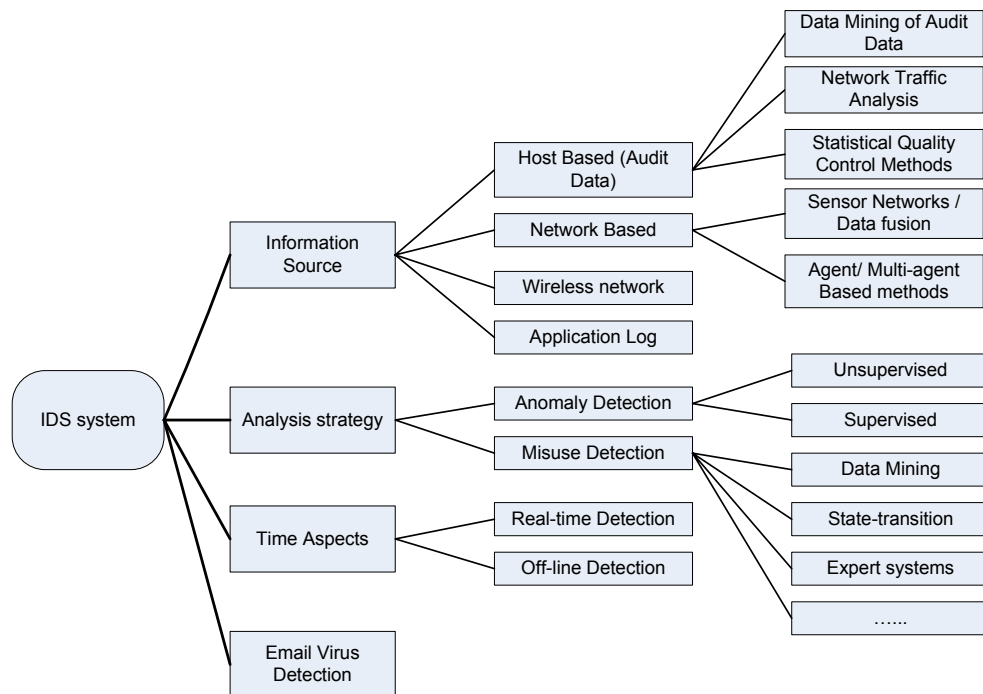 IDS system
Information
Source
Analysis strategy
Time Aspects
Email Virus
Detection
Host Based (Audit
Data)
Network Based
Wireless network
Application Log
Anomaly Detection
Misuse Detection
Real-time Detection
Off-line Detection
Data Mining of Audit
Data
Network Traffic
Analysis
Statistical Quality
Control Methods
Sensor Networks /
Data fusion
Agent/ Multi-agent
Based methods
Unsupervised
Supervised
Data Mining
State-transition
Expert systems
…...